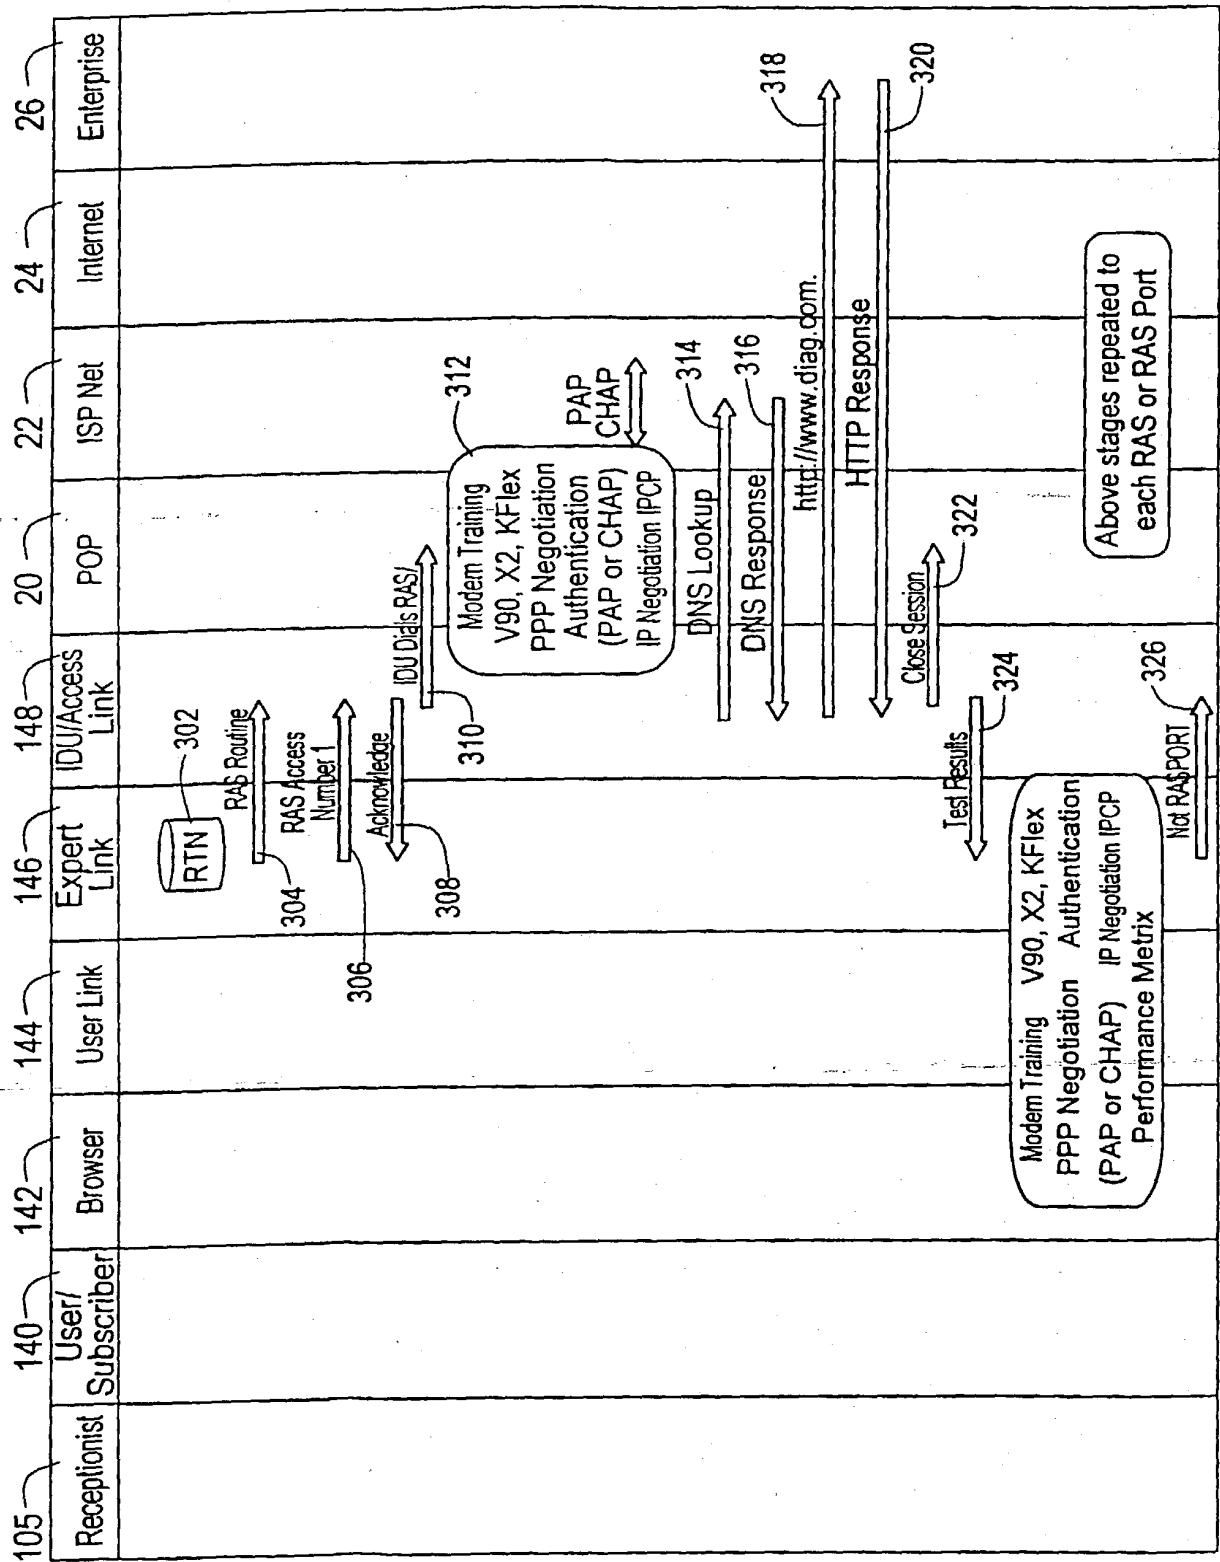 105
140
142
144
146
148
20
22
24
26
Receptionist
User/
Subscriber
Browser
User Link
Expert
Link
IDU/Access
Link
POP
ISP Net
Internet
Enterprise
RTN
302
RAS Routine
304
RAS Access
Number 1
306
Acknowledge
308
IDU Dials RAS/
310
Modem Training
V90, X2, KFlex
PPP Negotiation
Authentication
(PAP or CHAP)
IP Negotiation IPCP
312
PAP
CHAP
DNS Lookup
314
DNS Response
316
http://www.diag.com.
318
HTTP Response
320
Close Session
322
Test Results
324
Modem Training V90, X2, KFlex
PPP Negotiation Authentication
(PAP or CHAP) IP Negotiation IPCP
Performance Metrix
Above stages repeated to
each RAS or RAS Port
Not RASPORT
326